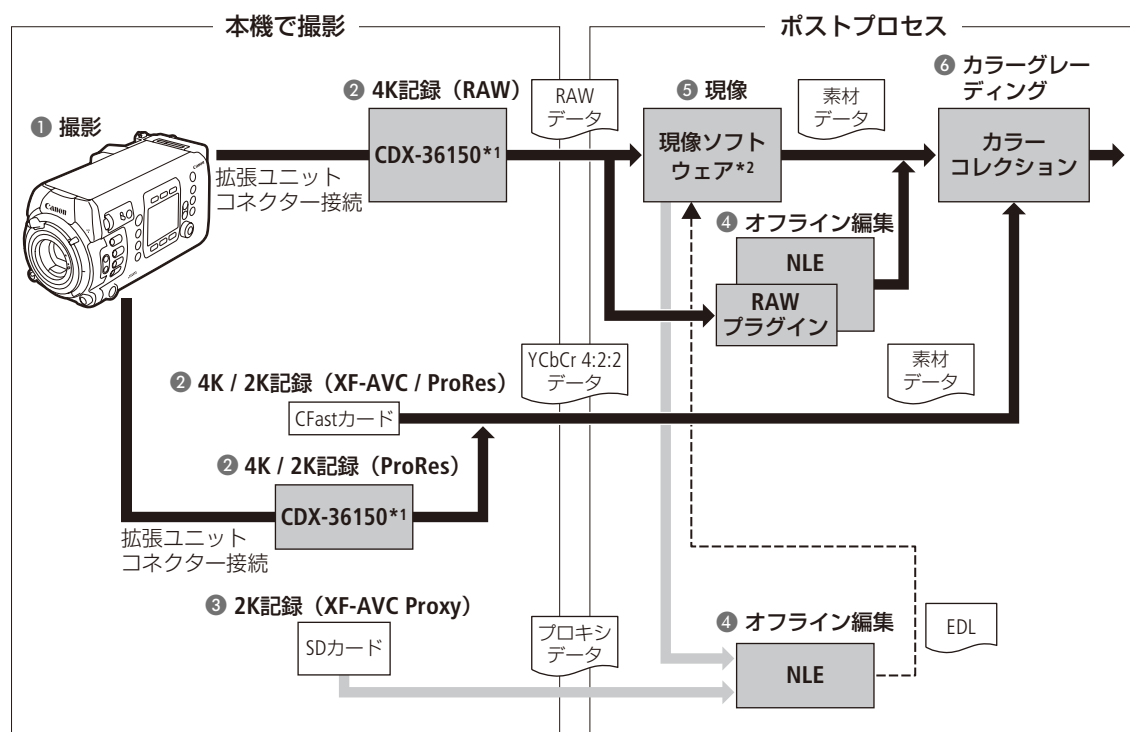 本機で撮影
ポストプロセス
❶ 撮影
Canon
拡張ユニット
コネクター接続
❷ 4K記録（RAW）
CDX-36150*1
RAW
データ
❺ 現像
現像ソフト
ウェア*2
素材
データ
❻ カラーグレー
ディング
カラー
コレクション
❹ オフライン編集
NLE
RAW
プラグイン
❷ 4K / 2K記録（XF-AVC / ProRes）
CFastカード
YCbCr 4:2:2
データ
素材
データ
❷ 4K / 2K記録（ProRes）
CDX-36150*1
拡張ユニット
コネクター接続
❸ 2K記録（XF-AVC Proxy）
SDカード
プロキシ
データ
❹ オフライン編集
NLE
EDL